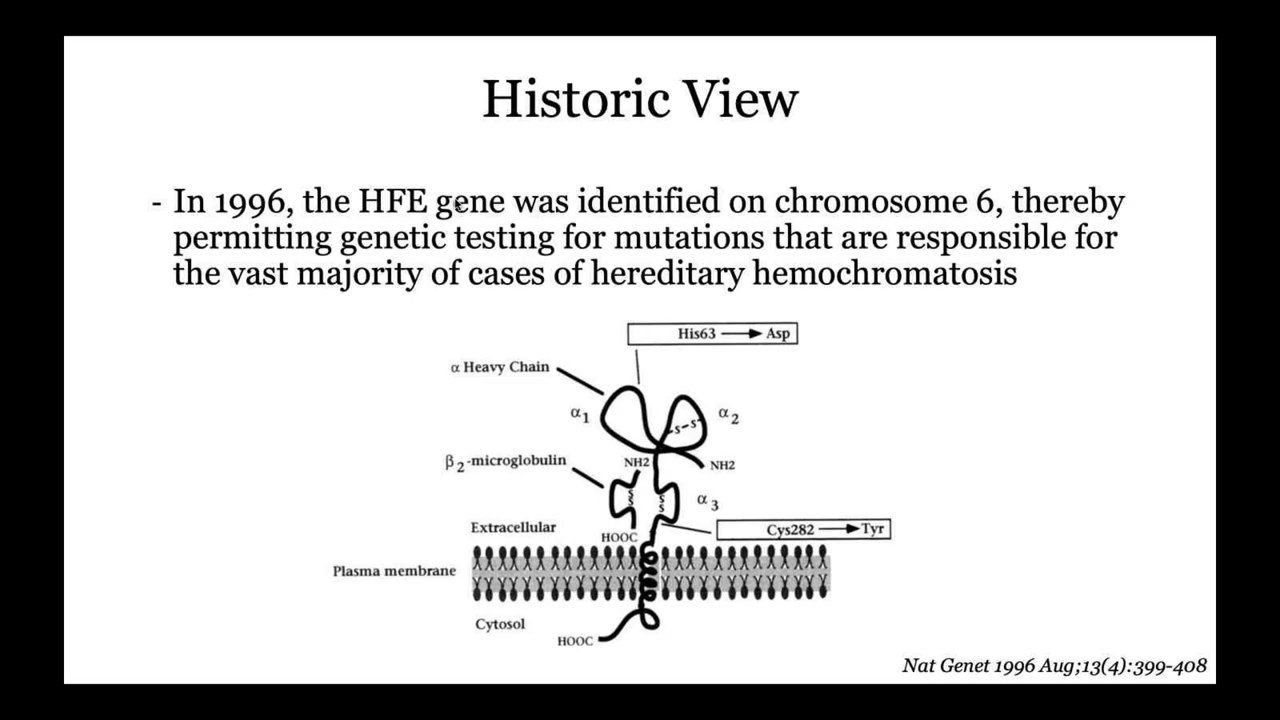 Historic View
- In 1996, the HFE gene was identified on chromosome 6, thereby
permitting genetic testing for mutations that are responsible for
the vast majority of cases of hereditary hemochromatosis
His63 → Asp
α Heavy Chain
α1
α2
S-S
β2-microglobulin
NH2
NH2
S
S
S
S
α3
Extracellular
Cys282 → Tyr
HOOC
Plasma membrane
Cytosol
HOOC
Nat Genet 1996 Aug;13(4):399-408